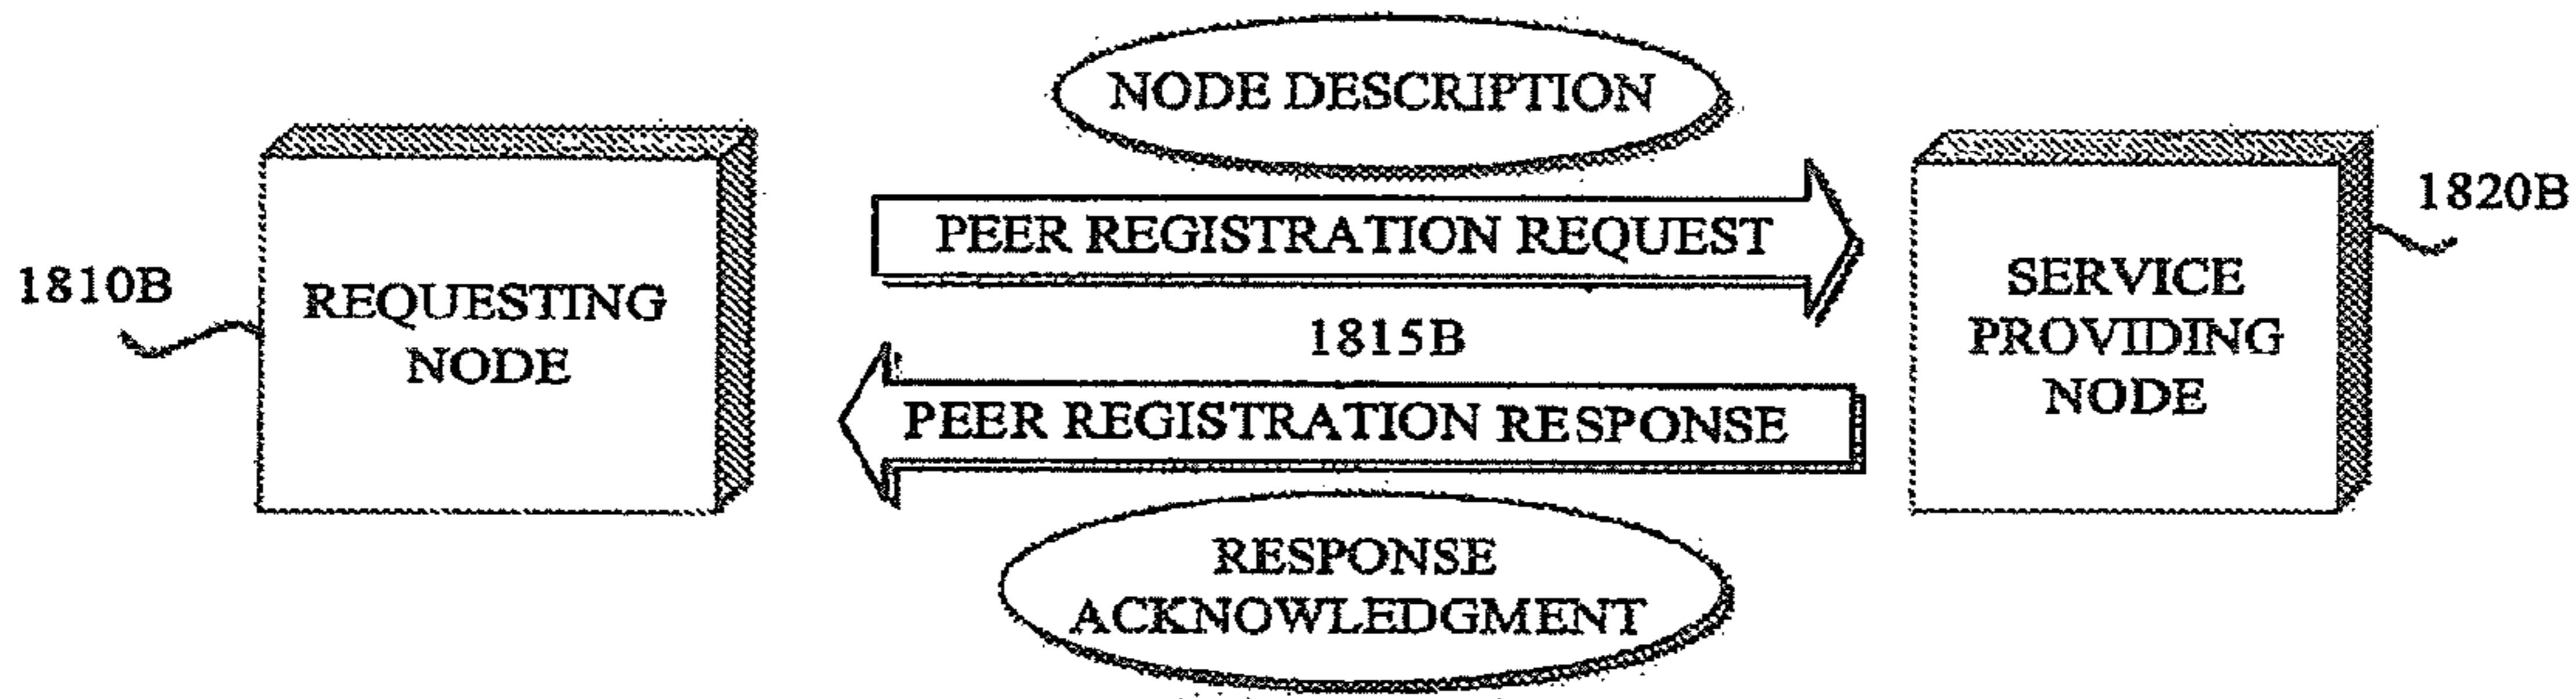 NODE DESCRIPTION
PEER REGISTRATION REQUEST
1820B
1810B
REQUESTING
NODE
SERVICE
PROVIDING
NODE
1815B
PEER REGISTRATION RESPONSE
RESPONSE
ACKNOWLEDGMENT